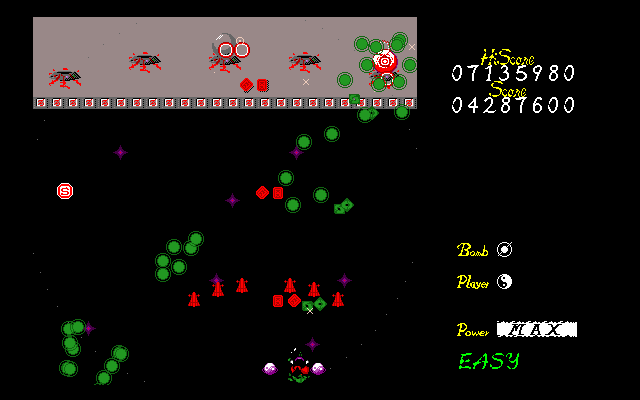 HiScore
07135980
Score
04287600
S
Bomb
Player
Power MAX
EASY